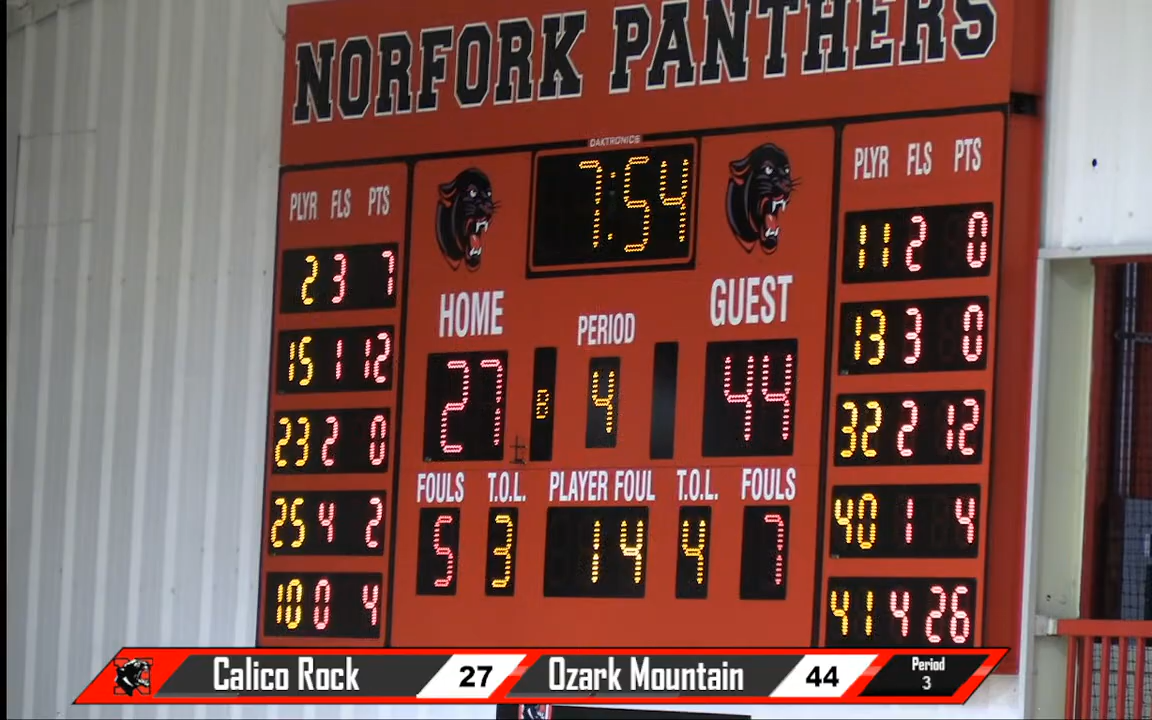 NORFORK PANTHERS
DAKTRONICS
7:54
PLYR FLS PTS
2 3 7
15 1 12
23 2 0
25 4 2
10 0 4
HOME
27
PERIOD
4
GUEST
44
B
FOULS T.O.L. PLAYER FOUL T.O.L. FOULS
5 3 14 4 7
PLYR FLS PTS
11 2 0
13 3 0
32 2 12
40 1 4
41 4 26
Calico Rock 27 Ozark Mountain 44 Period
3